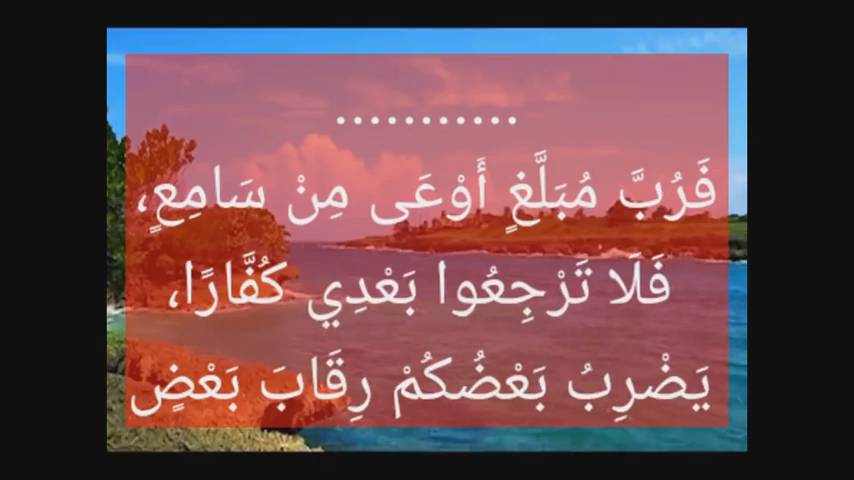 ...........
فَرُبَّ مُبَلَّغٍ أَوْعَى مِنْ سَامِعٍ،
فَلَا تَرْجِعُوا بَعْدِي كُفَّارًا،
يَضْرِبُ بَعْضُكُمْ رِقَابَ بَعْضٍ